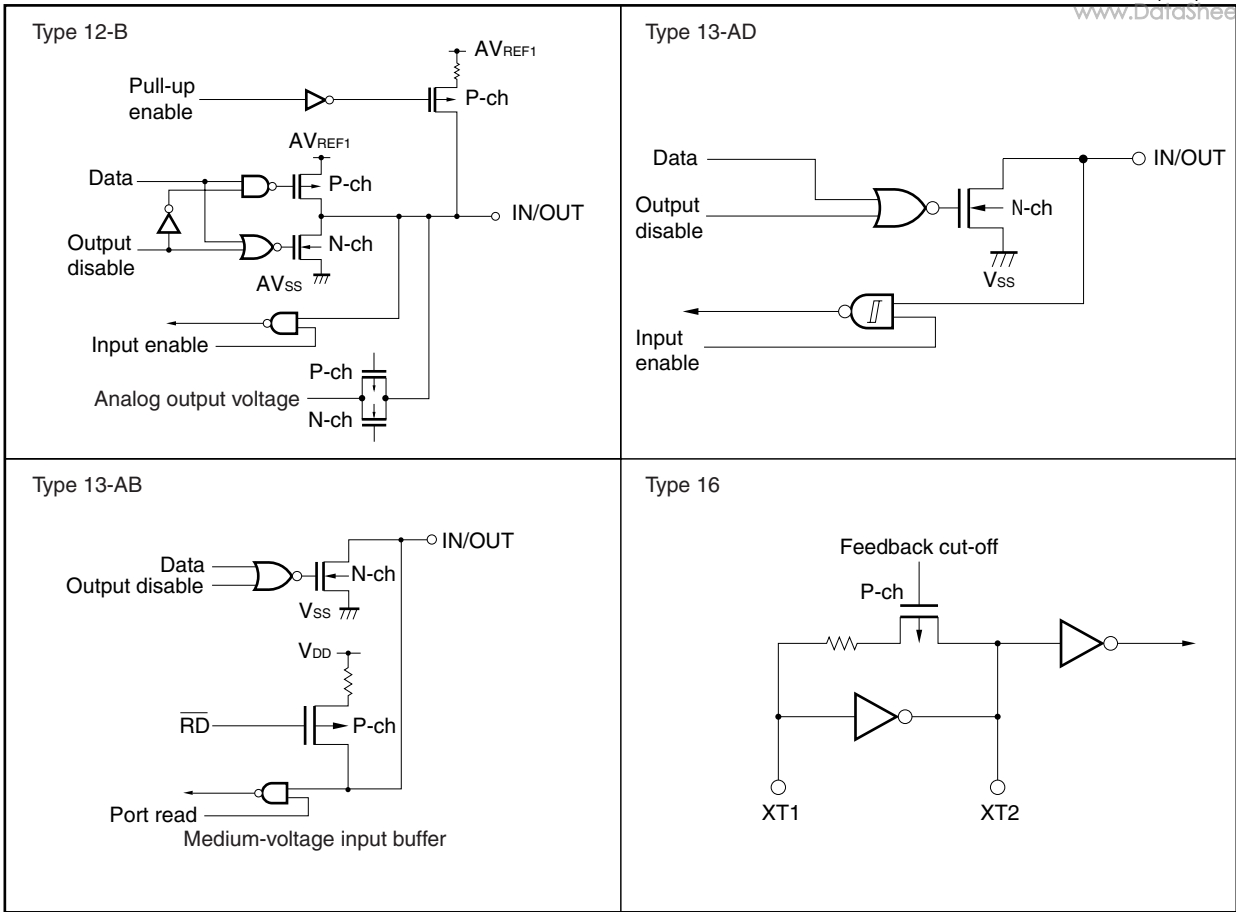 www.DataShee
Type 12-B
AVREF1
Pull-up
enable
P-ch
AVREF1
Data
P-ch
IN/OUT
Output
disable
N-ch
AVSS
Input enable
P-ch
Analog output voltage
N-ch
Type 13-AD
Data
IN/OUT
Output
disable
N-ch
VSS
Input
enable
Type 13-AB
IN/OUT
Data
Output disable
N-ch
VSS
VDD
RD
P-ch
Port read
Medium-voltage input buffer
Type 16
Feedback cut-off
P-ch
XT1
XT2